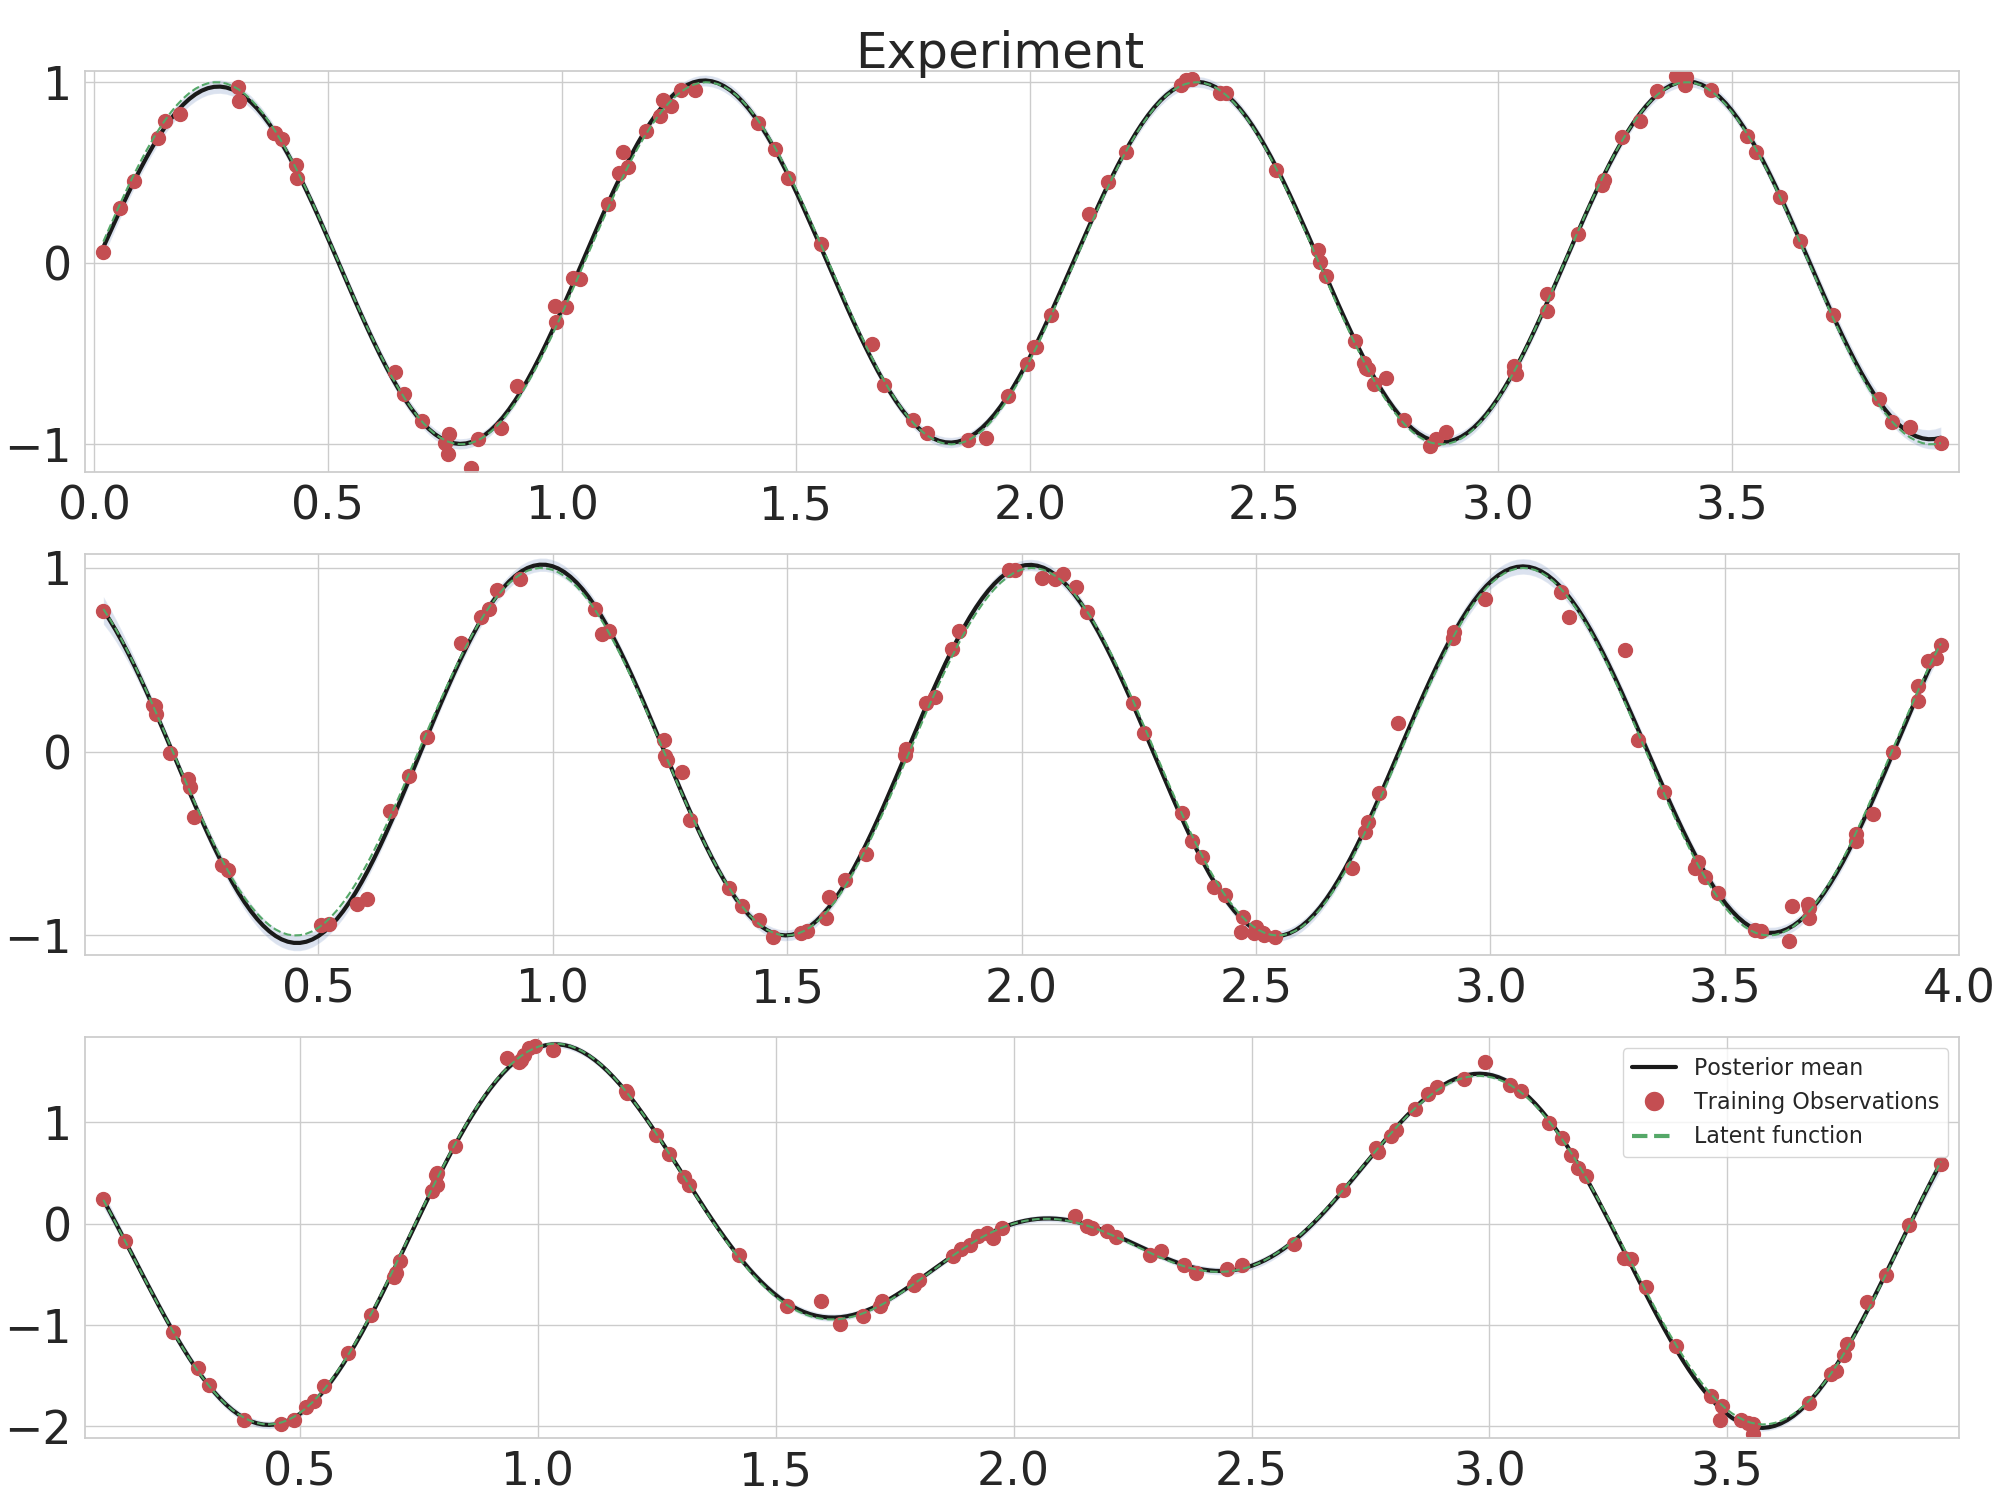 Experiment
1
0
−1
0.0 0.5 1.0 1.5 2.0 2.5 3.0 3.5
1
0
−1
0.5 1.0 1.5 2.0 2.5 3.0 3.5 4.0
Posterior mean
Training Observations
Latent function
1
0
−1
−2
0.5 1.0 1.5 2.0 2.5 3.0 3.5